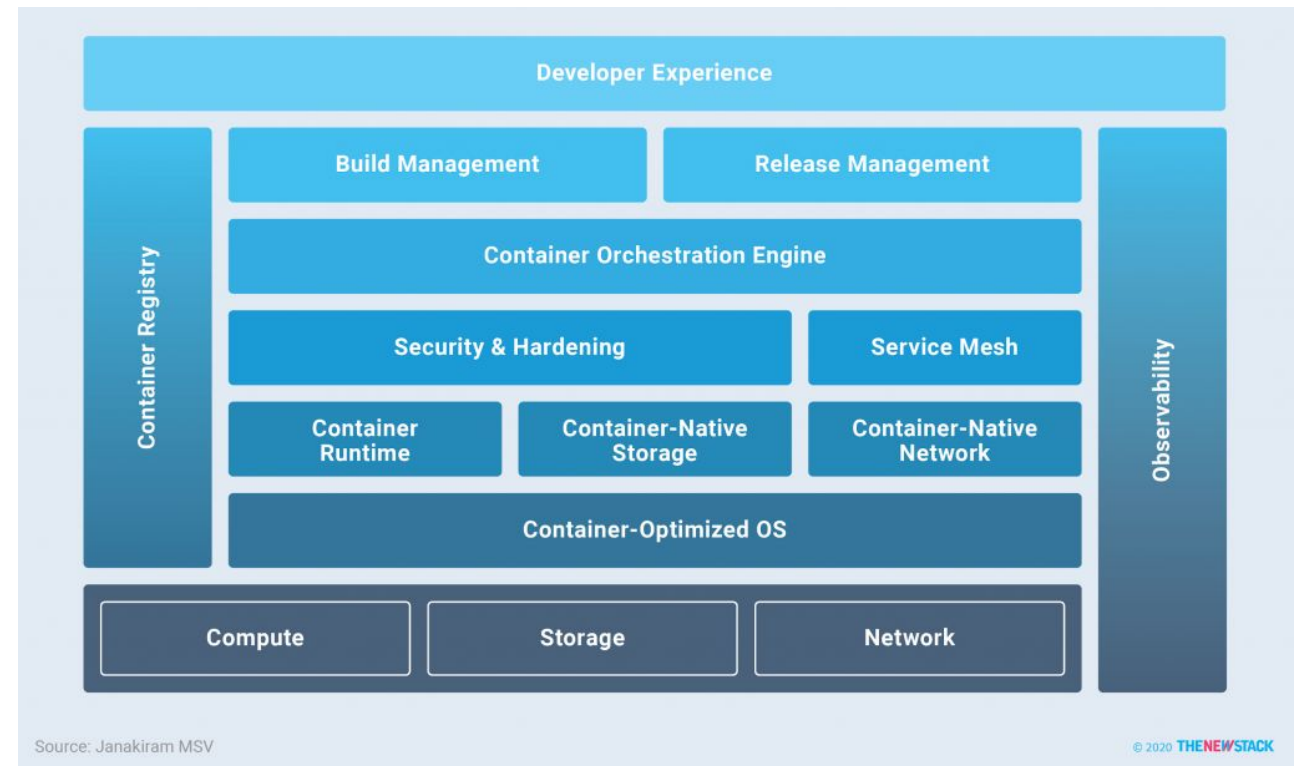 Developer Experience
Build Management
Release Management
Container Registry
Container Orchestration Engine
Observability
Security & Hardening
Service Mesh
Container
Runtime
Container-Native
Storage
Container-Native
Network
Container-Optimized OS
Compute
Storage
Network
Source: Janakiram MSV
© 2020 THENEWSTACK